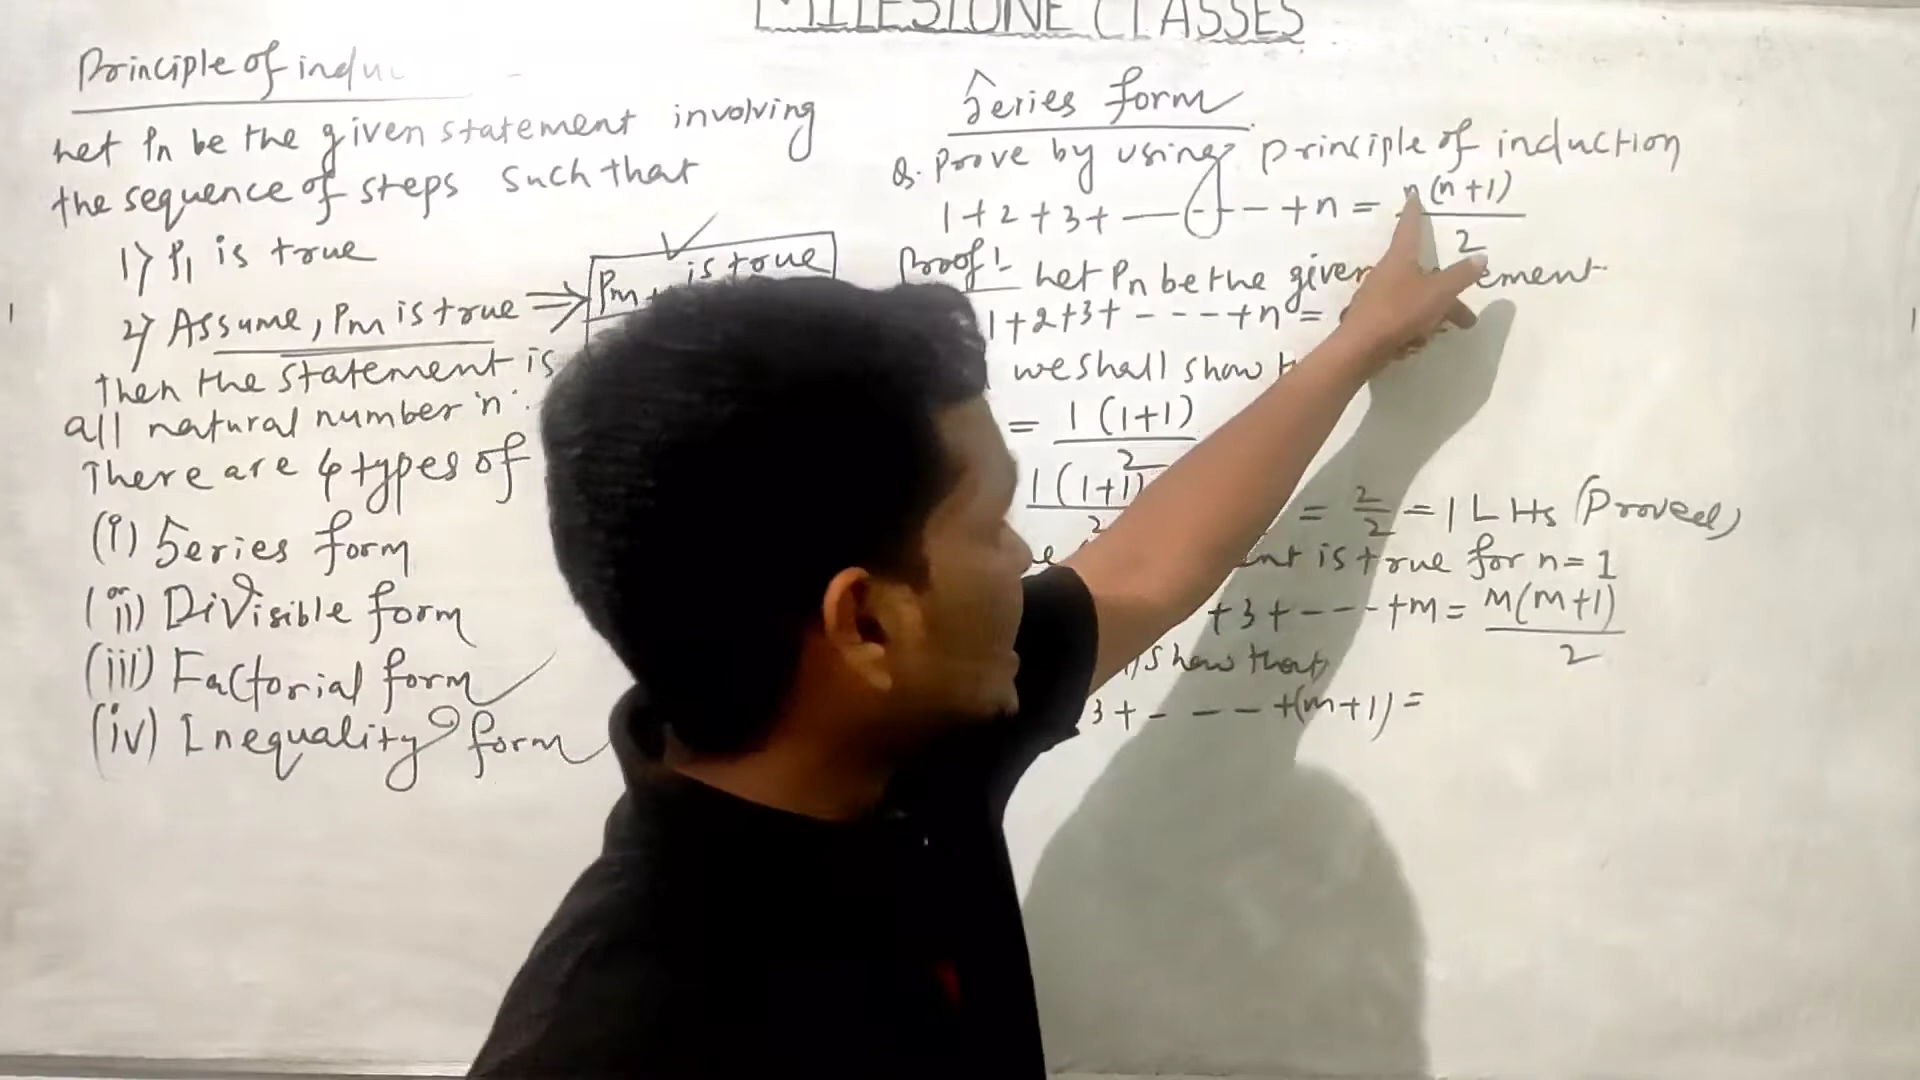 MILESTONE CLASSES
Principle of indu
Let Pn be the given statement involving
the sequence of steps such that
1) P1 is true
2) Assume, Pm is true ⇒ Pm+ is true
Then the statement is
all natural number 'n'.
There are 4 types of
(i) Series form
(ii) Divisible form
(iii) Factorial form
(iv) Inequality form
Series form
Q. Prove by using principle of induction
1+2+3+ ----- +n = n(n+1)/2
Proof:- Let Pn be the given ement
1+2+3+ - - - - +n =
we shall show
= 1(1+1)/2
1(1+1)/2 = 2/2 = 1 LHS (Proved)
is true for n=1
+3+ - - - +m = m(m+1)/2
show that,
3+ - - - - +(m+1) =